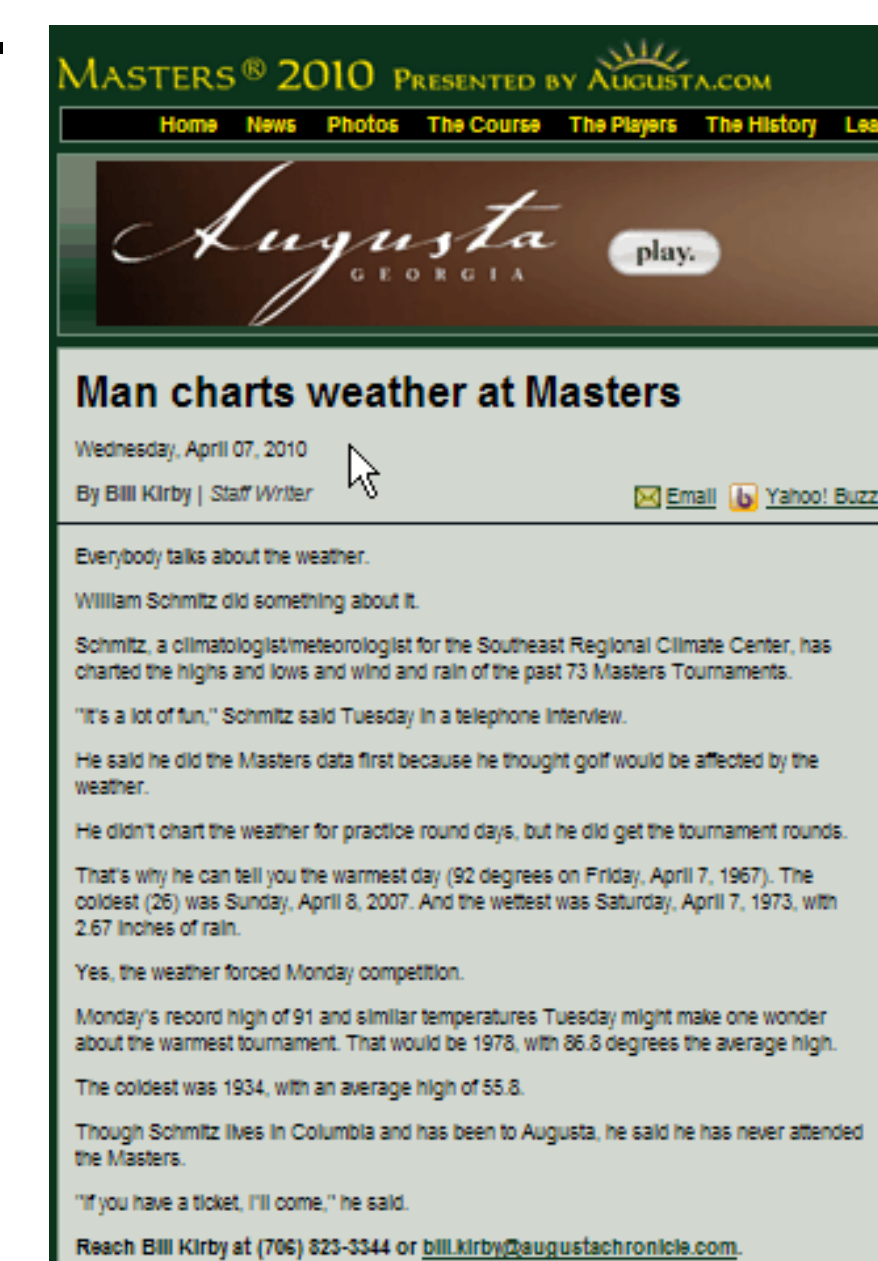 MASTERS® 2010 PRESENTED BY AUGUSTA.COM
Home News Photos The Course The Players The History Lea
Augusta
GEORGIA
play.
Man charts weather at Masters
Wednesday, April 07, 2010
By Bill Kirby | Staff Writer
Email Yahoo! Buzz
Everybody talks about the weather.
William Schmitz did something about it.
Schmitz, a climatologist/meteorologist for the Southeast Regional Climate Center, has
charted the highs and lows and wind and rain of the past 73 Masters Tournaments.
"It's a lot of fun," Schmitz said Tuesday in a telephone interview.
He said he did the Masters data first because he thought golf would be affected by the
weather.
He didn't chart the weather for practice round days, but he did get the tournament rounds.
That's why he can tell you the warmest day (92 degrees on Friday, April 7, 1967). The
coldest (26) was Sunday, April 8, 2007. And the wettest was Saturday, April 7, 1973, with
2.67 inches of rain.
Yes, the weather forced Monday competition.
Monday's record high of 91 and similar temperatures Tuesday might make one wonder
about the warmest tournament. That would be 1978, with 86.8 degrees the average high.
The coldest was 1934, with an average high of 55.8.
Though Schmitz lives in Columbia and has been to Augusta, he said he has never attended
the Masters.
"If you have a ticket, I'll come," he said.
Reach Bill Kirby at (706) 823-3344 or bill.kirby@augustachronicle.com.